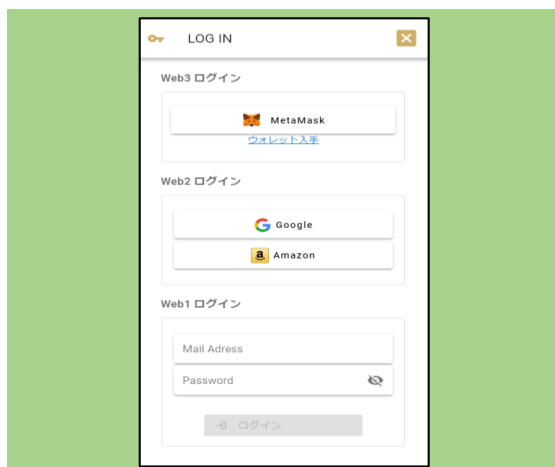 LOG IN
Web3 ログイン
MetaMask
ウォレット入手
Web2 ログイン
Google
Amazon
Web1 ログイン
Mail Adress
Password
ログイン